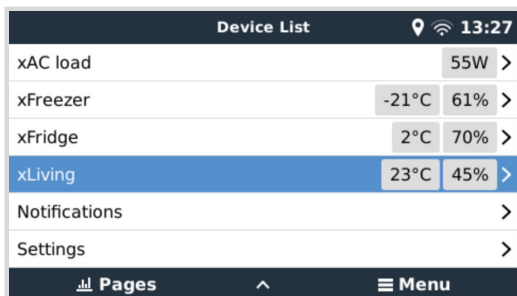 Device List 13:27
xAC load 55W
xFreezer -21°C 61%
xFridge 2°C 70%
xLiving 23°C 45%
Notifications
Settings
Pages Menu